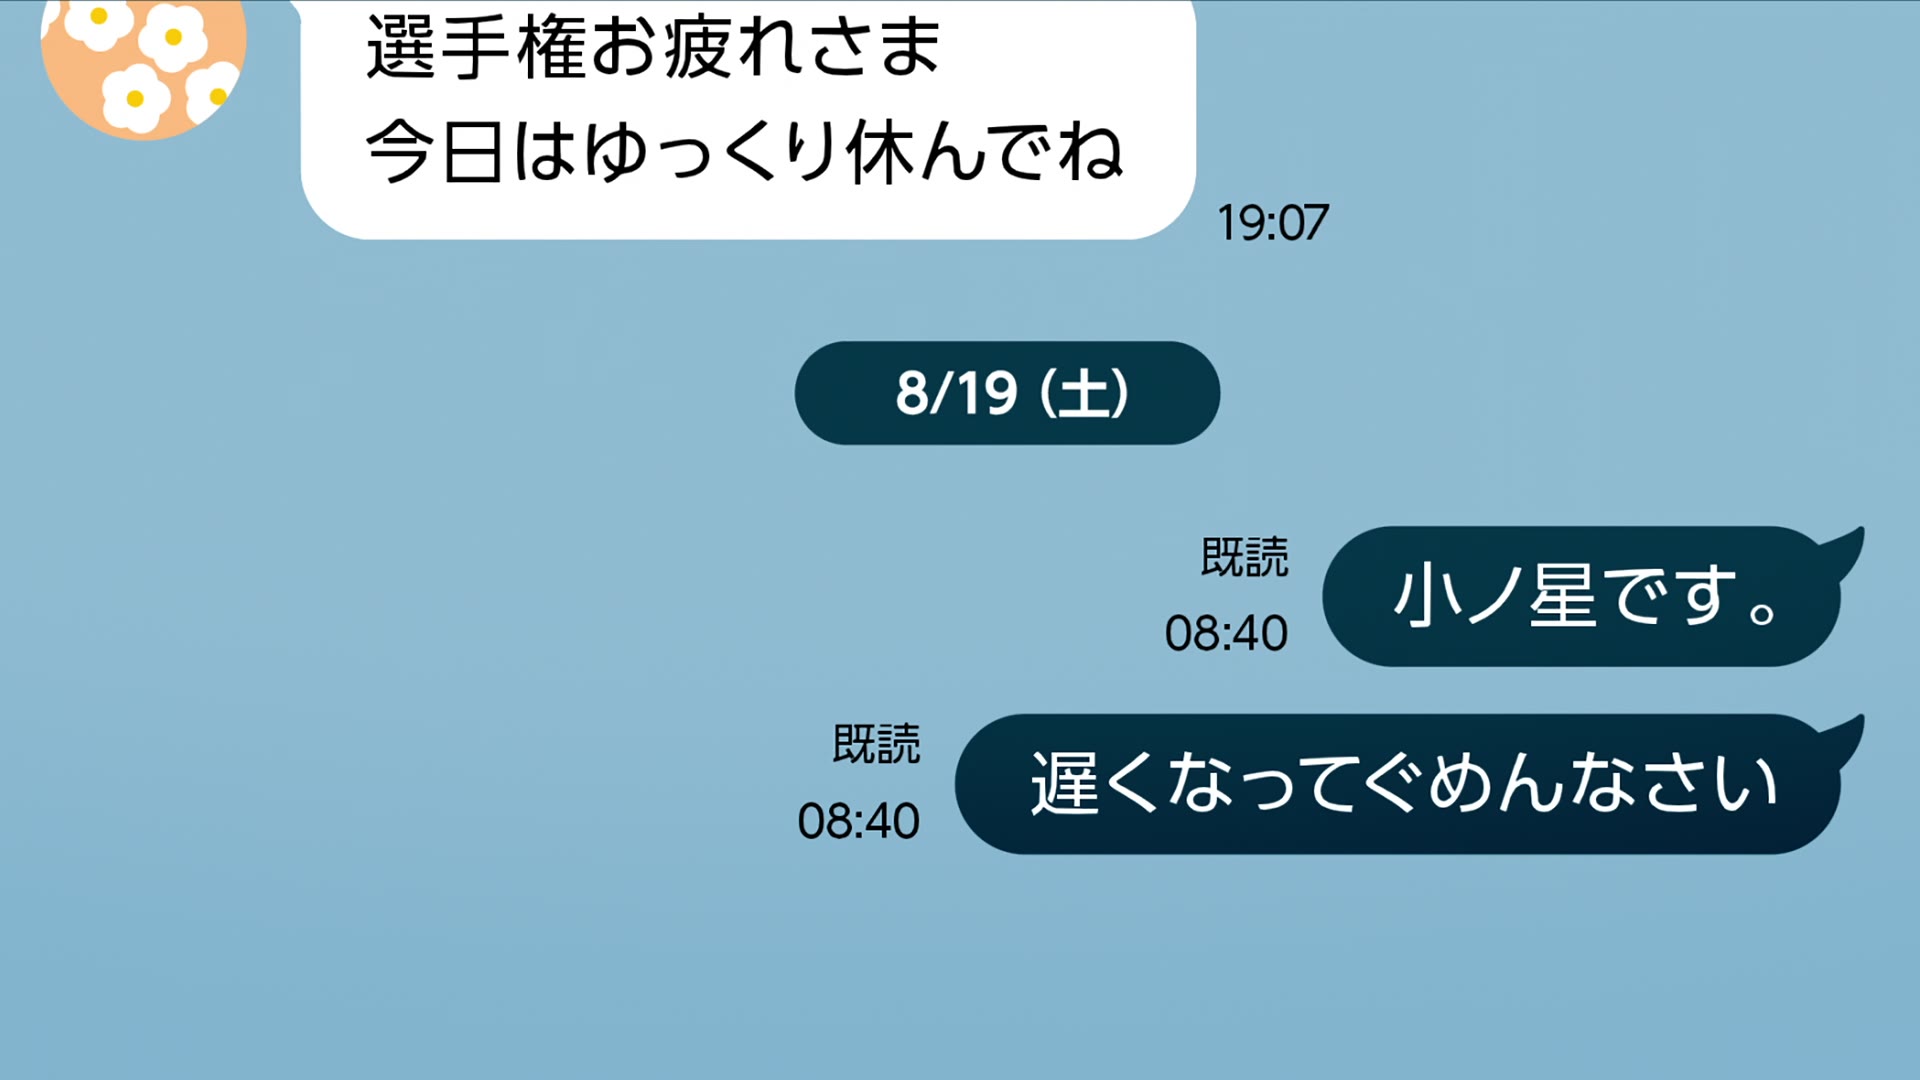 選手権お疲れさま
今日はゆっくり休んでね
19:07
8/19 (土)
既読
08:40
小ノ星です。
既読
08:40
遅くなってぐめんなさい